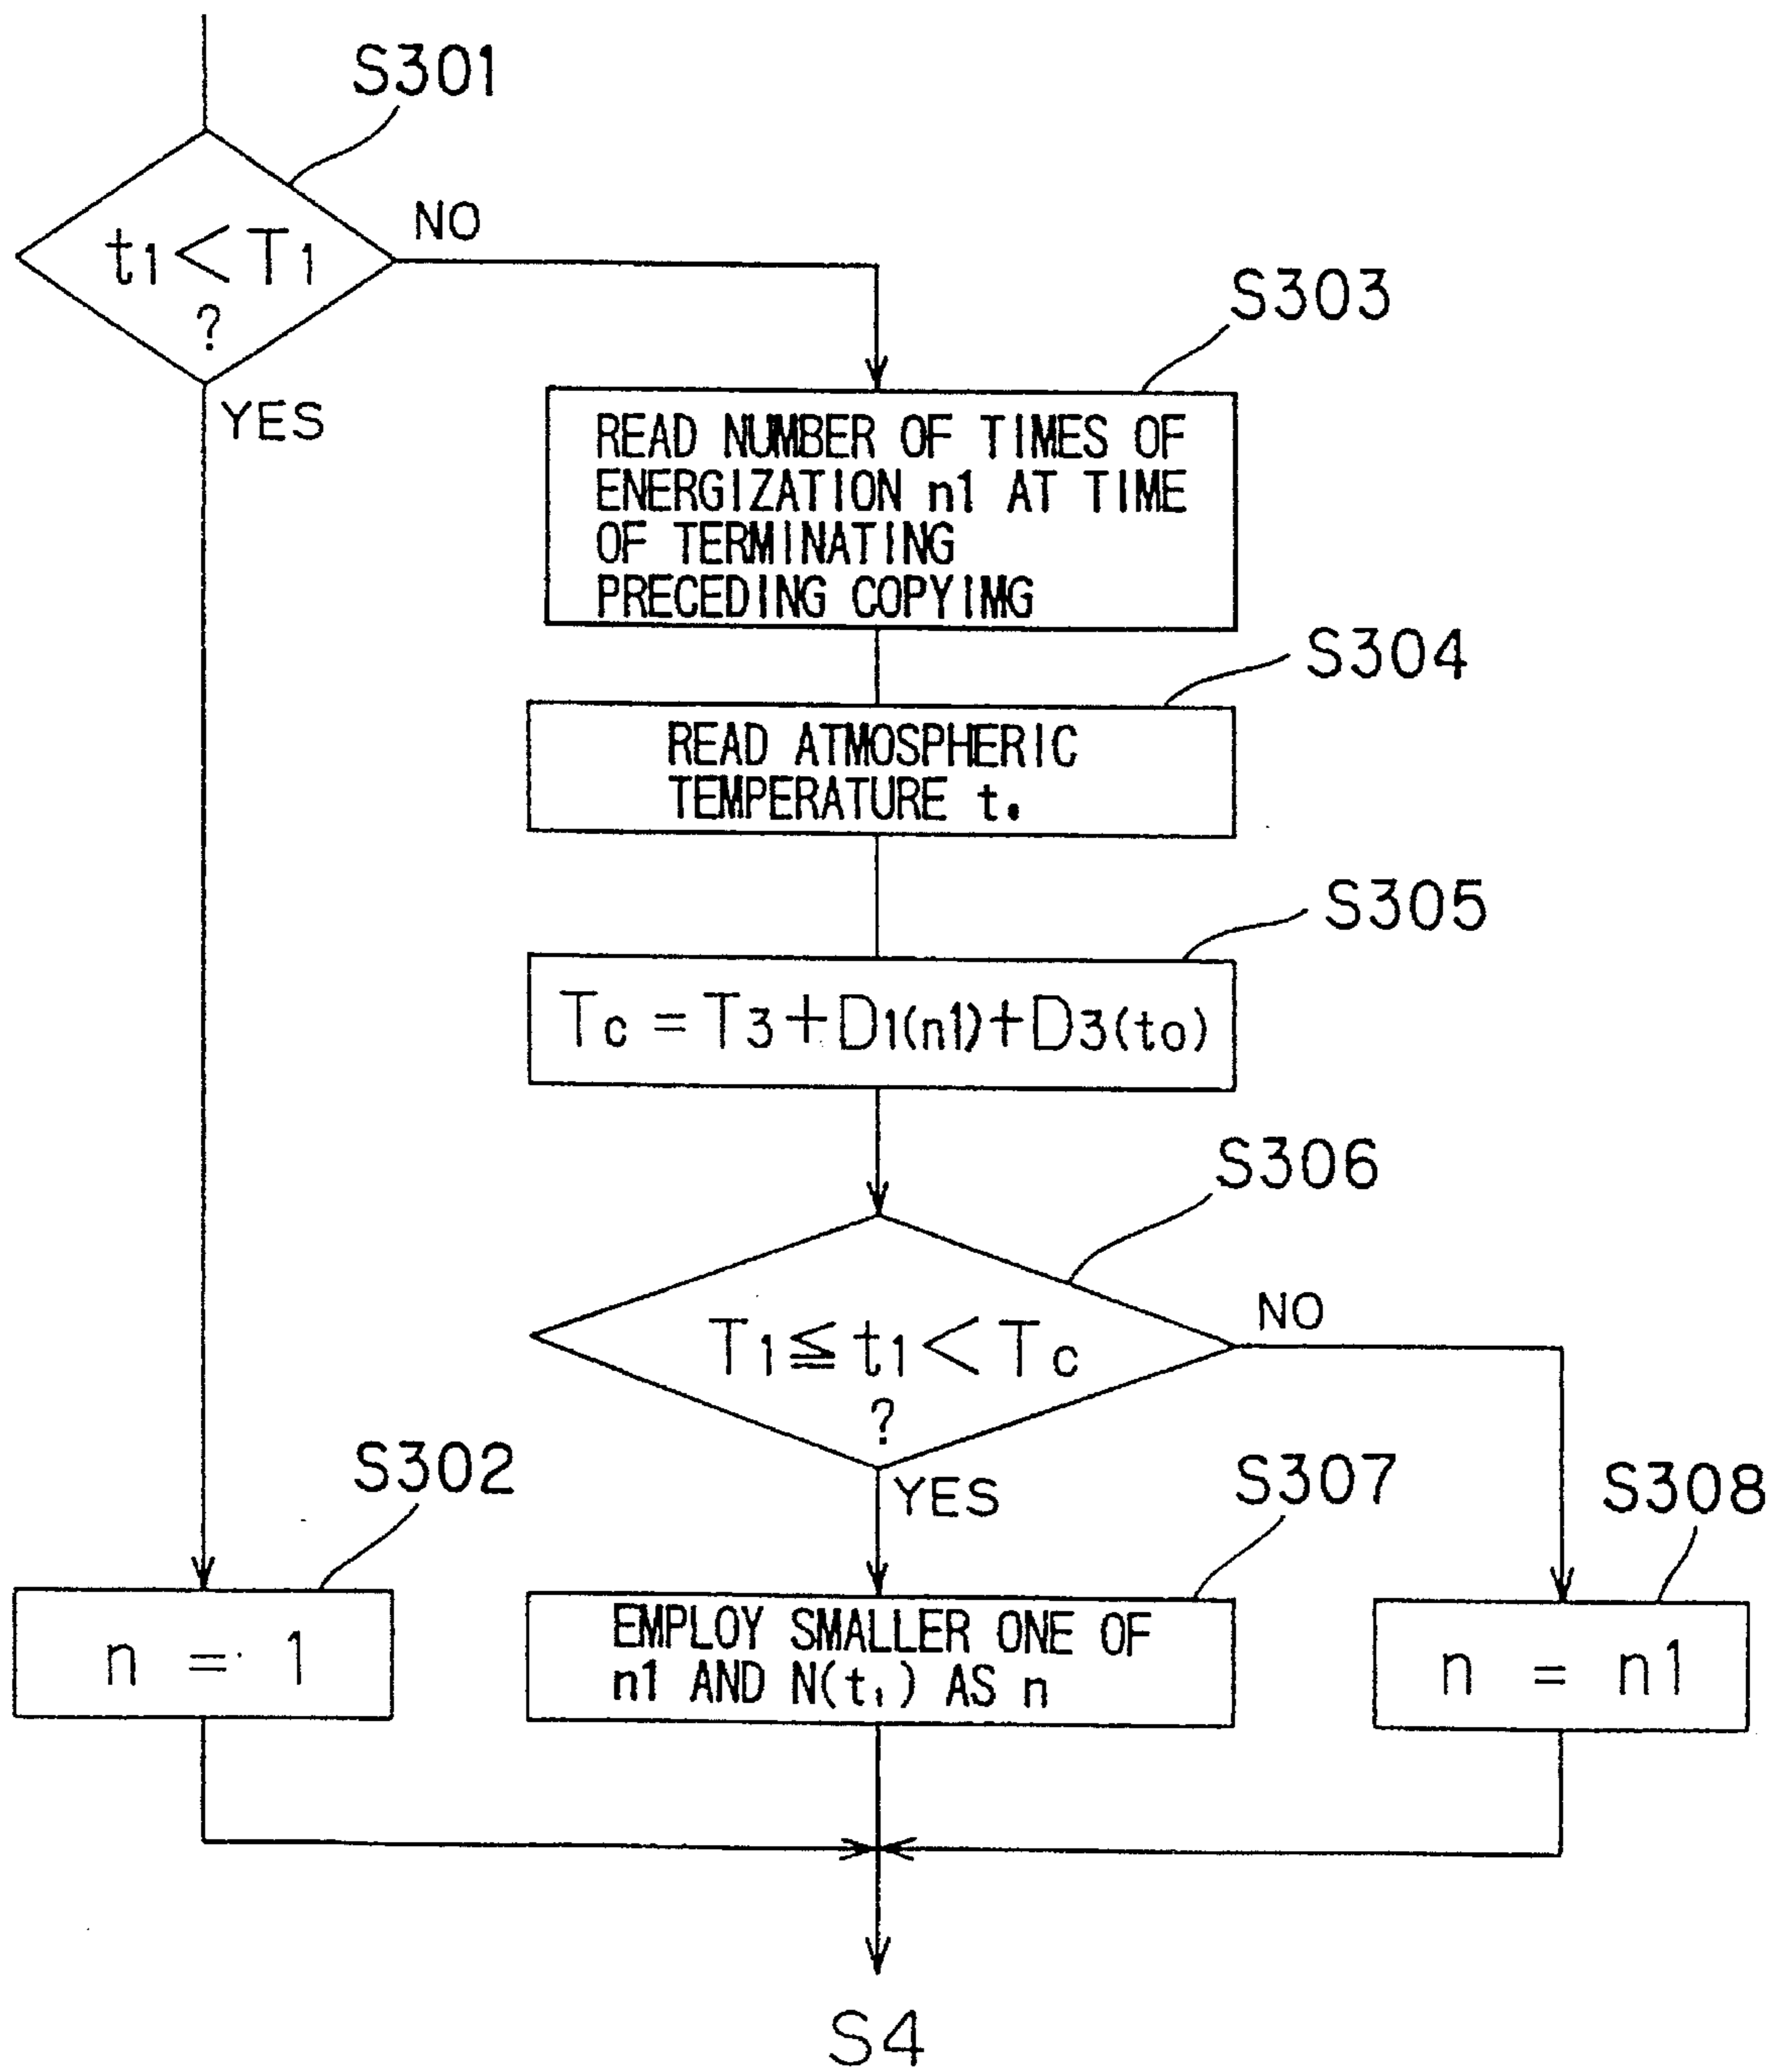 S301
t1<T1
?
NO
YES
S303
READ NUMBER OF TIMES OF
ENERGIZATION n1 AT TIME
OF TERMINATING
PRECEDING COPYIMG
S304
READ ATMOSPHERIC
TEMPERATURE t.
S305
Tc = T3+D1(n1)+D3(to)
S306
T1≦t1<Tc
?
NO
YES
S302
n = 1
S307
EMPLOY SMALLER ONE OF
n1 AND N(t1) AS n
S308
n = n1
S4